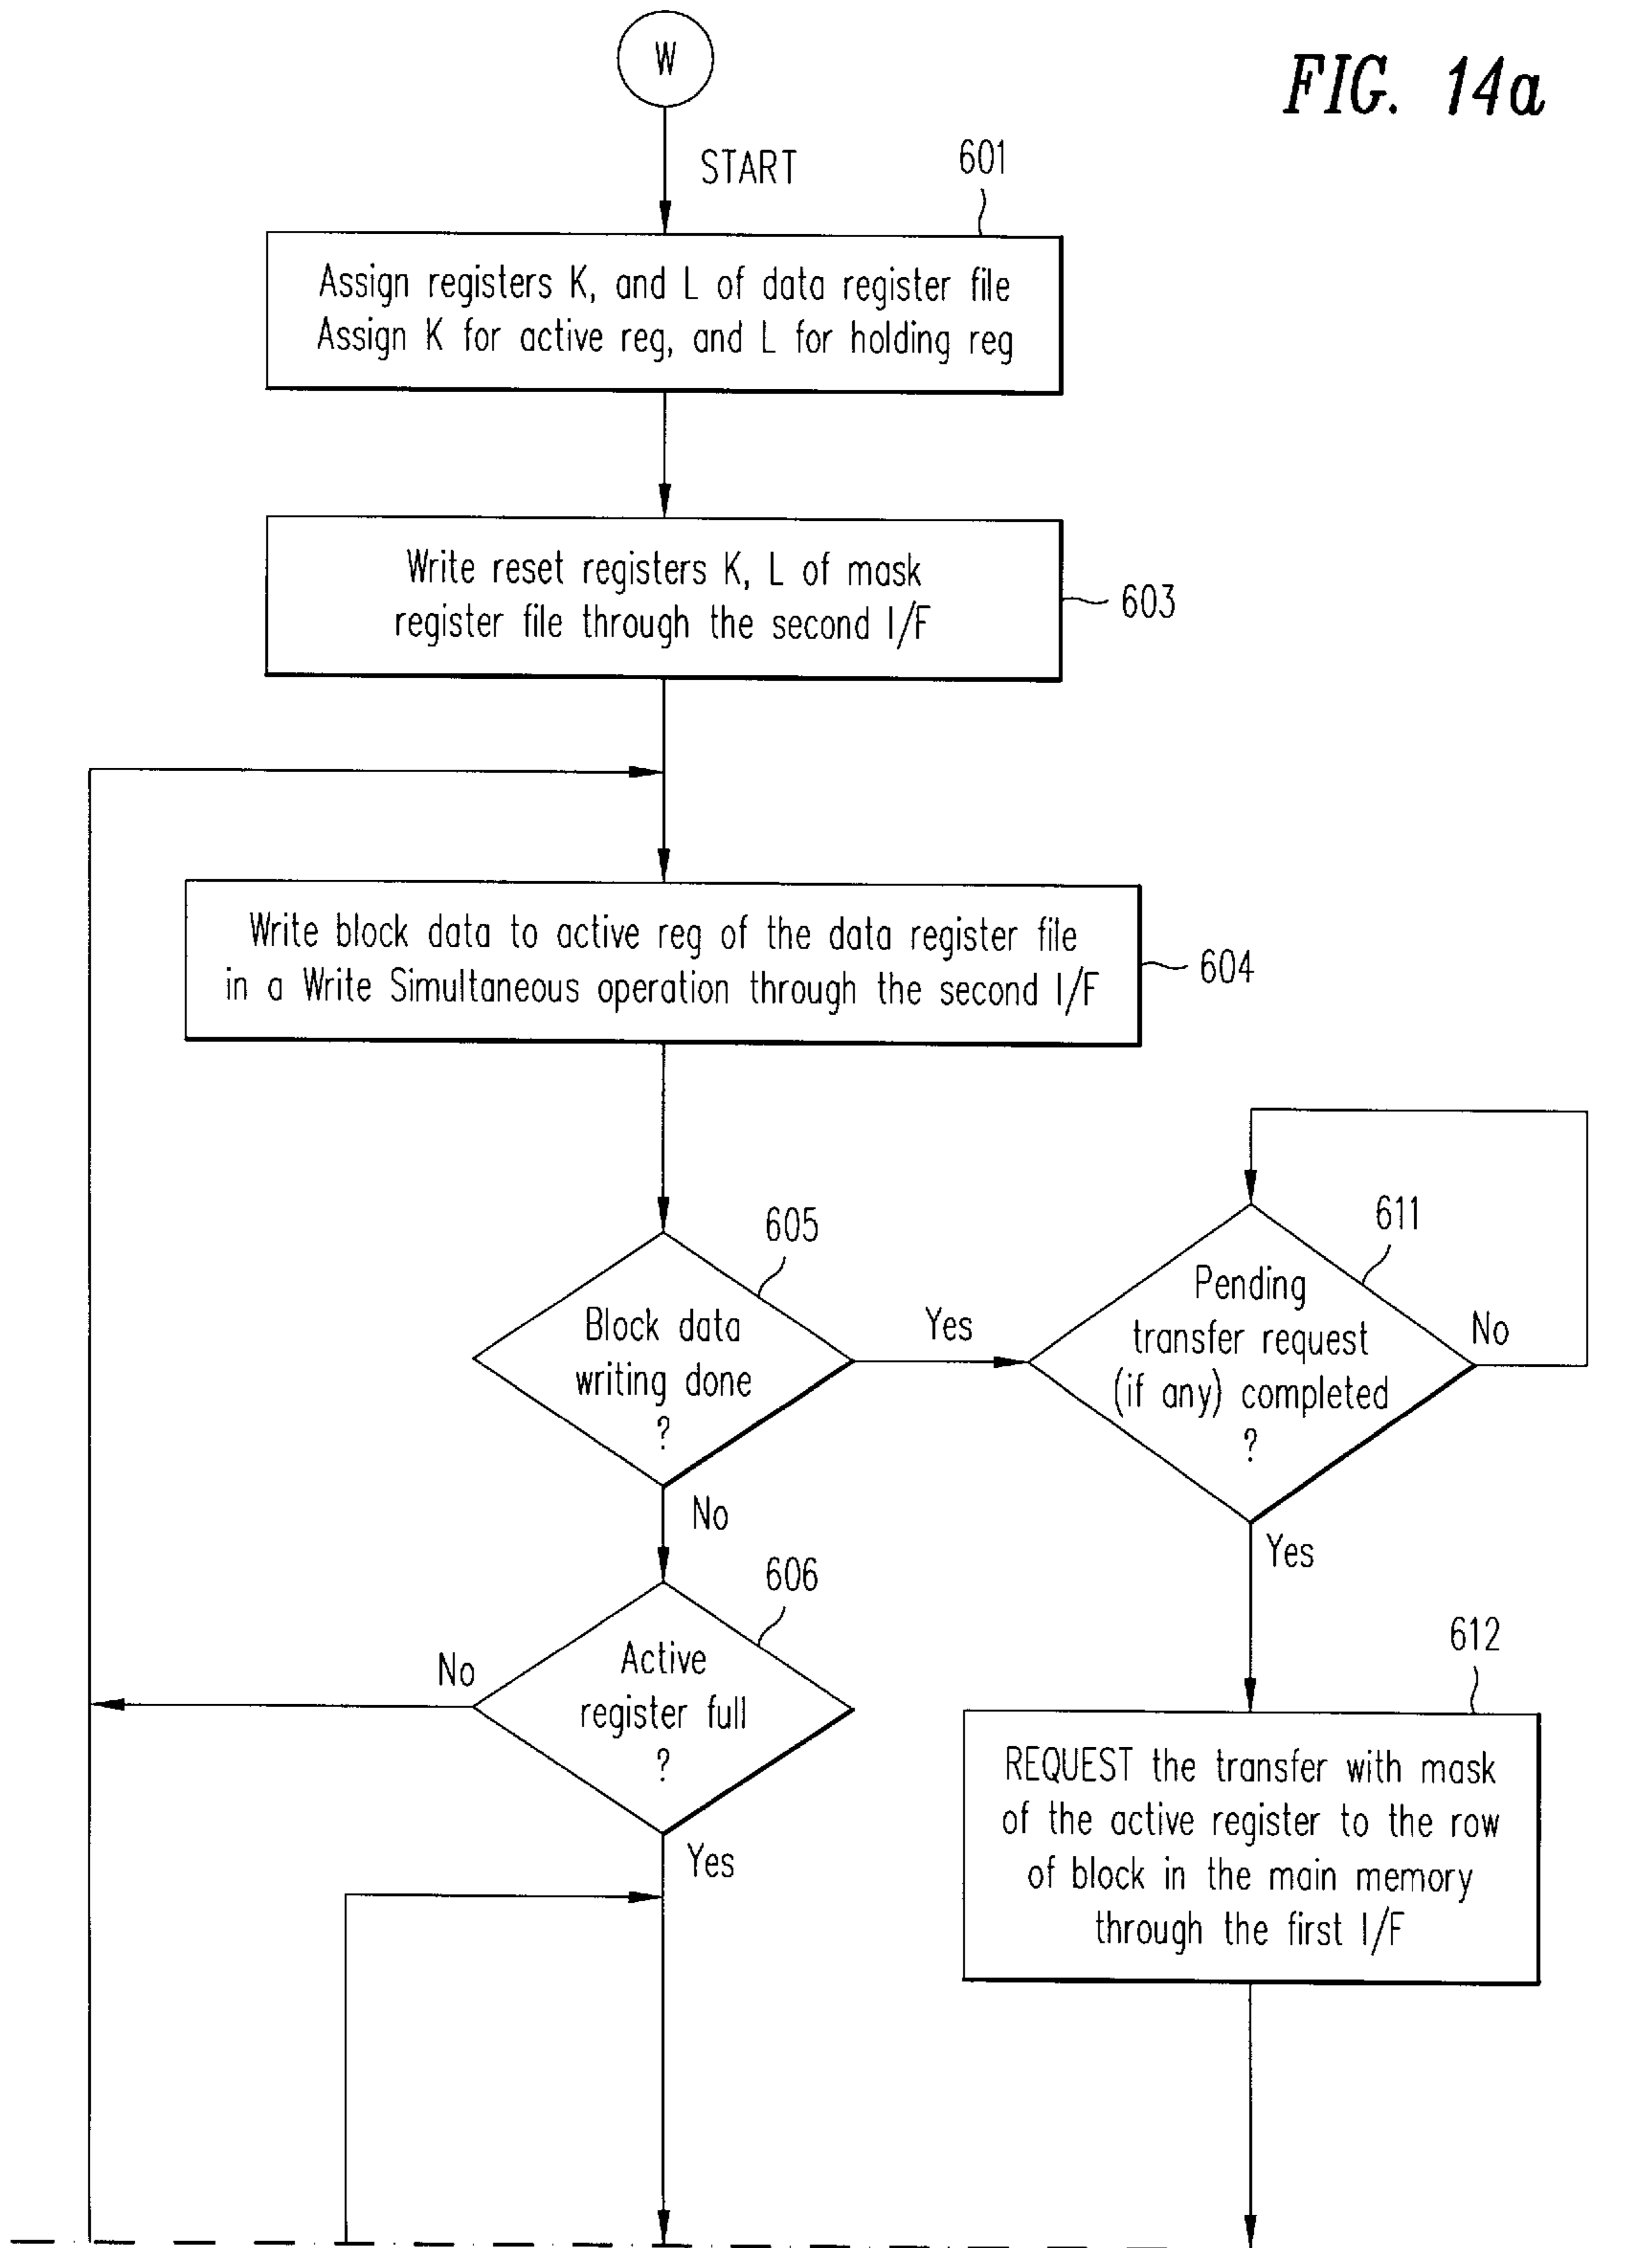 W
FIG. 14a
START
601
Assign registers K, and L of data register file
Assign K for active reg, and L for holding reg
Write reset registers K, L of mask
register file through the second I/F
603
Write block data to active reg of the data register file
in a Write Simultaneous operation through the second I/F
604
605
Block data
writing done
?
Yes
No
611
Pending
transfer request
(if any) completed
?
No
Yes
606
Active
register full
?
No
Yes
612
REQUEST the transfer with mask
of the active register to the row
of block in the main memory
through the first I/F